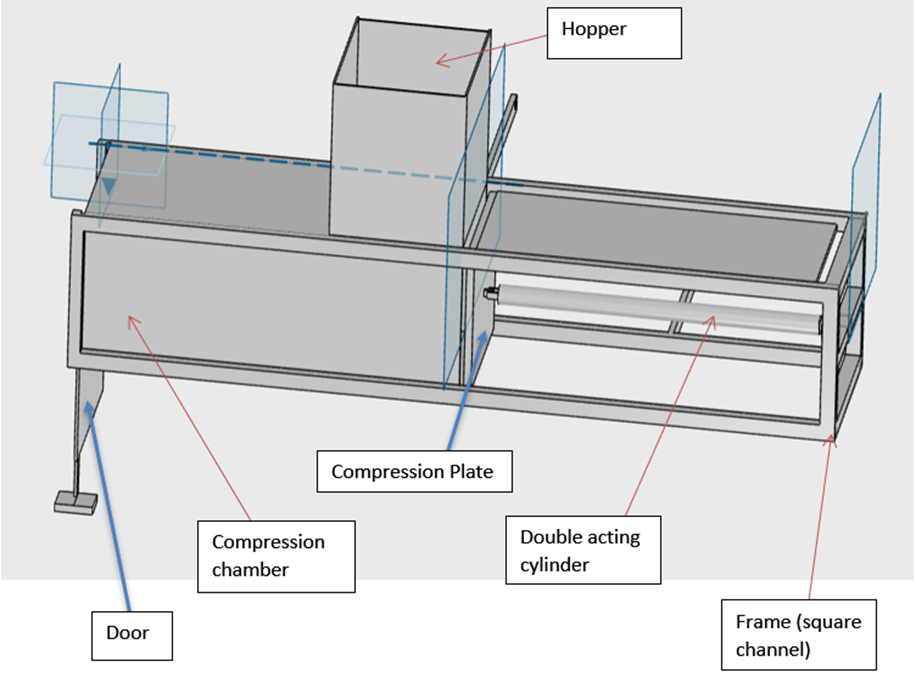 Hopper
Compression Plate
Compression
chamber
Double acting
cylinder
Door
Frame (square
channel)